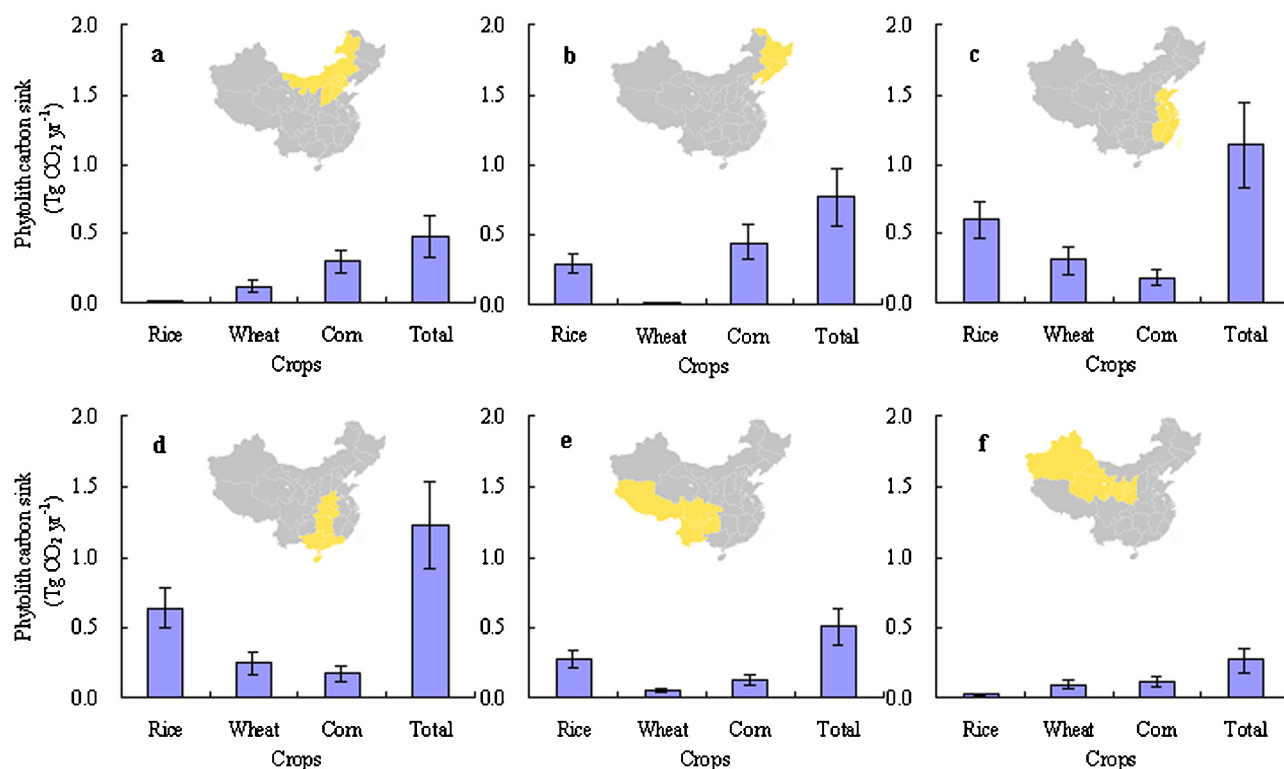 Phytolith carbon sink
(Tg CO₂ yr⁻¹)
2.0
1.5
1.0
0.5
0.0
a
Rice Wheat Corn Total
Crops
2.0
1.5
1.0
0.5
0.0
b
Rice Wheat Corn Total
Crops
2.0
1.5
1.0
0.5
0.0
c
Rice Wheat Corn Total
Crops
Phytolith carbon sink
(Tg CO₂ yr⁻¹)
2.0
1.5
1.0
0.5
0.0
d
Rice Wheat Corn Total
Crops
2.0
1.5
1.0
0.5
0.0
e
Rice Wheat Corn Total
Crops
2.0
1.5
1.0
0.5
0.0
f
Rice Wheat Corn Total
Crops